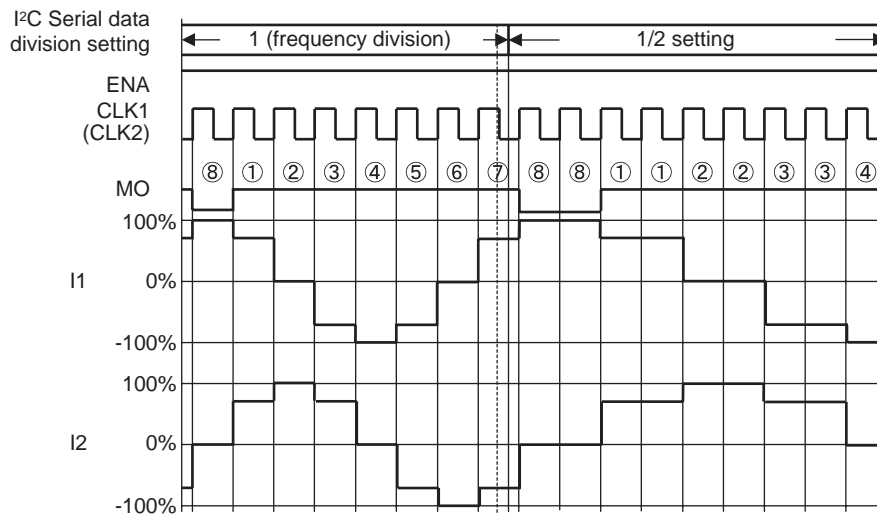 I²C Serial data
division setting
1 (frequency division)
1/2 setting
ENA
CLK1
(CLK2)
⑧ ① ② ③ ④ ⑤ ⑥ ⑦ ⑧ ⑧ ① ① ② ② ③ ③ ④
MO
100%
I1
0%
-100%
100%
I2
0%
-100%